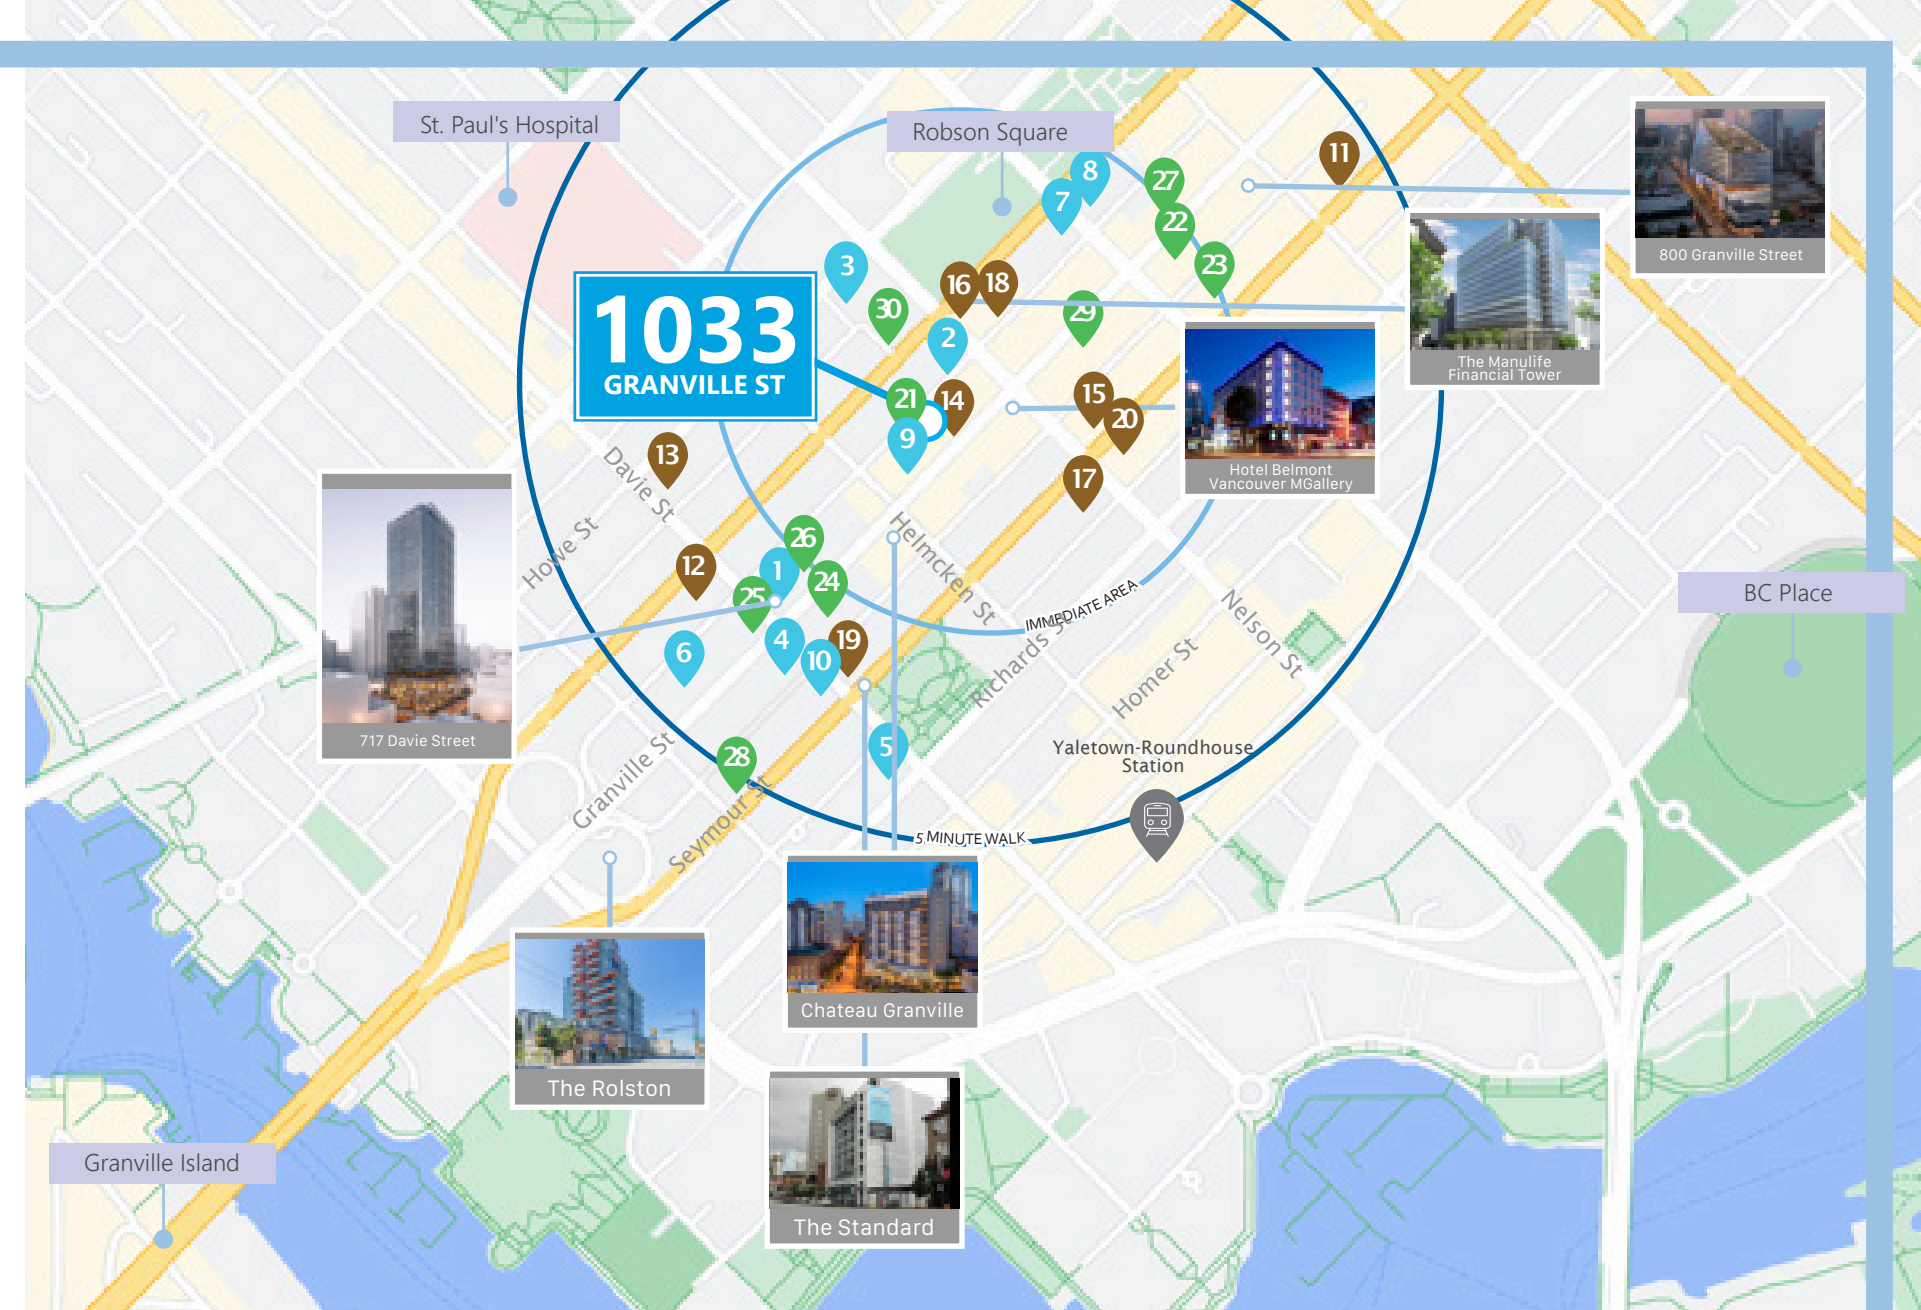 St. Paul's Hospital
Robson Square
11
8
27
7
22
800 Granville Street
3
23
16
18
30
29
1033
GRANVILLE ST
2
The Manulife
Financial Tower
21
14
15
20
9
13
Davie St
17
Hotel Belmont
Vancouver MGallery
Howe St
26
Helmcken St
12
1
24
25
IMMEDIATE AREA
Nelson St
BC Place
4
19
6
10
Richards St
Homer St
717 Davie Street
5
28
Granville St
Seymour St
Yaletown-Roundhouse
Station
5 MINUTE WALK
Chateau Granville
The Rolston
Granville Island
The Standard